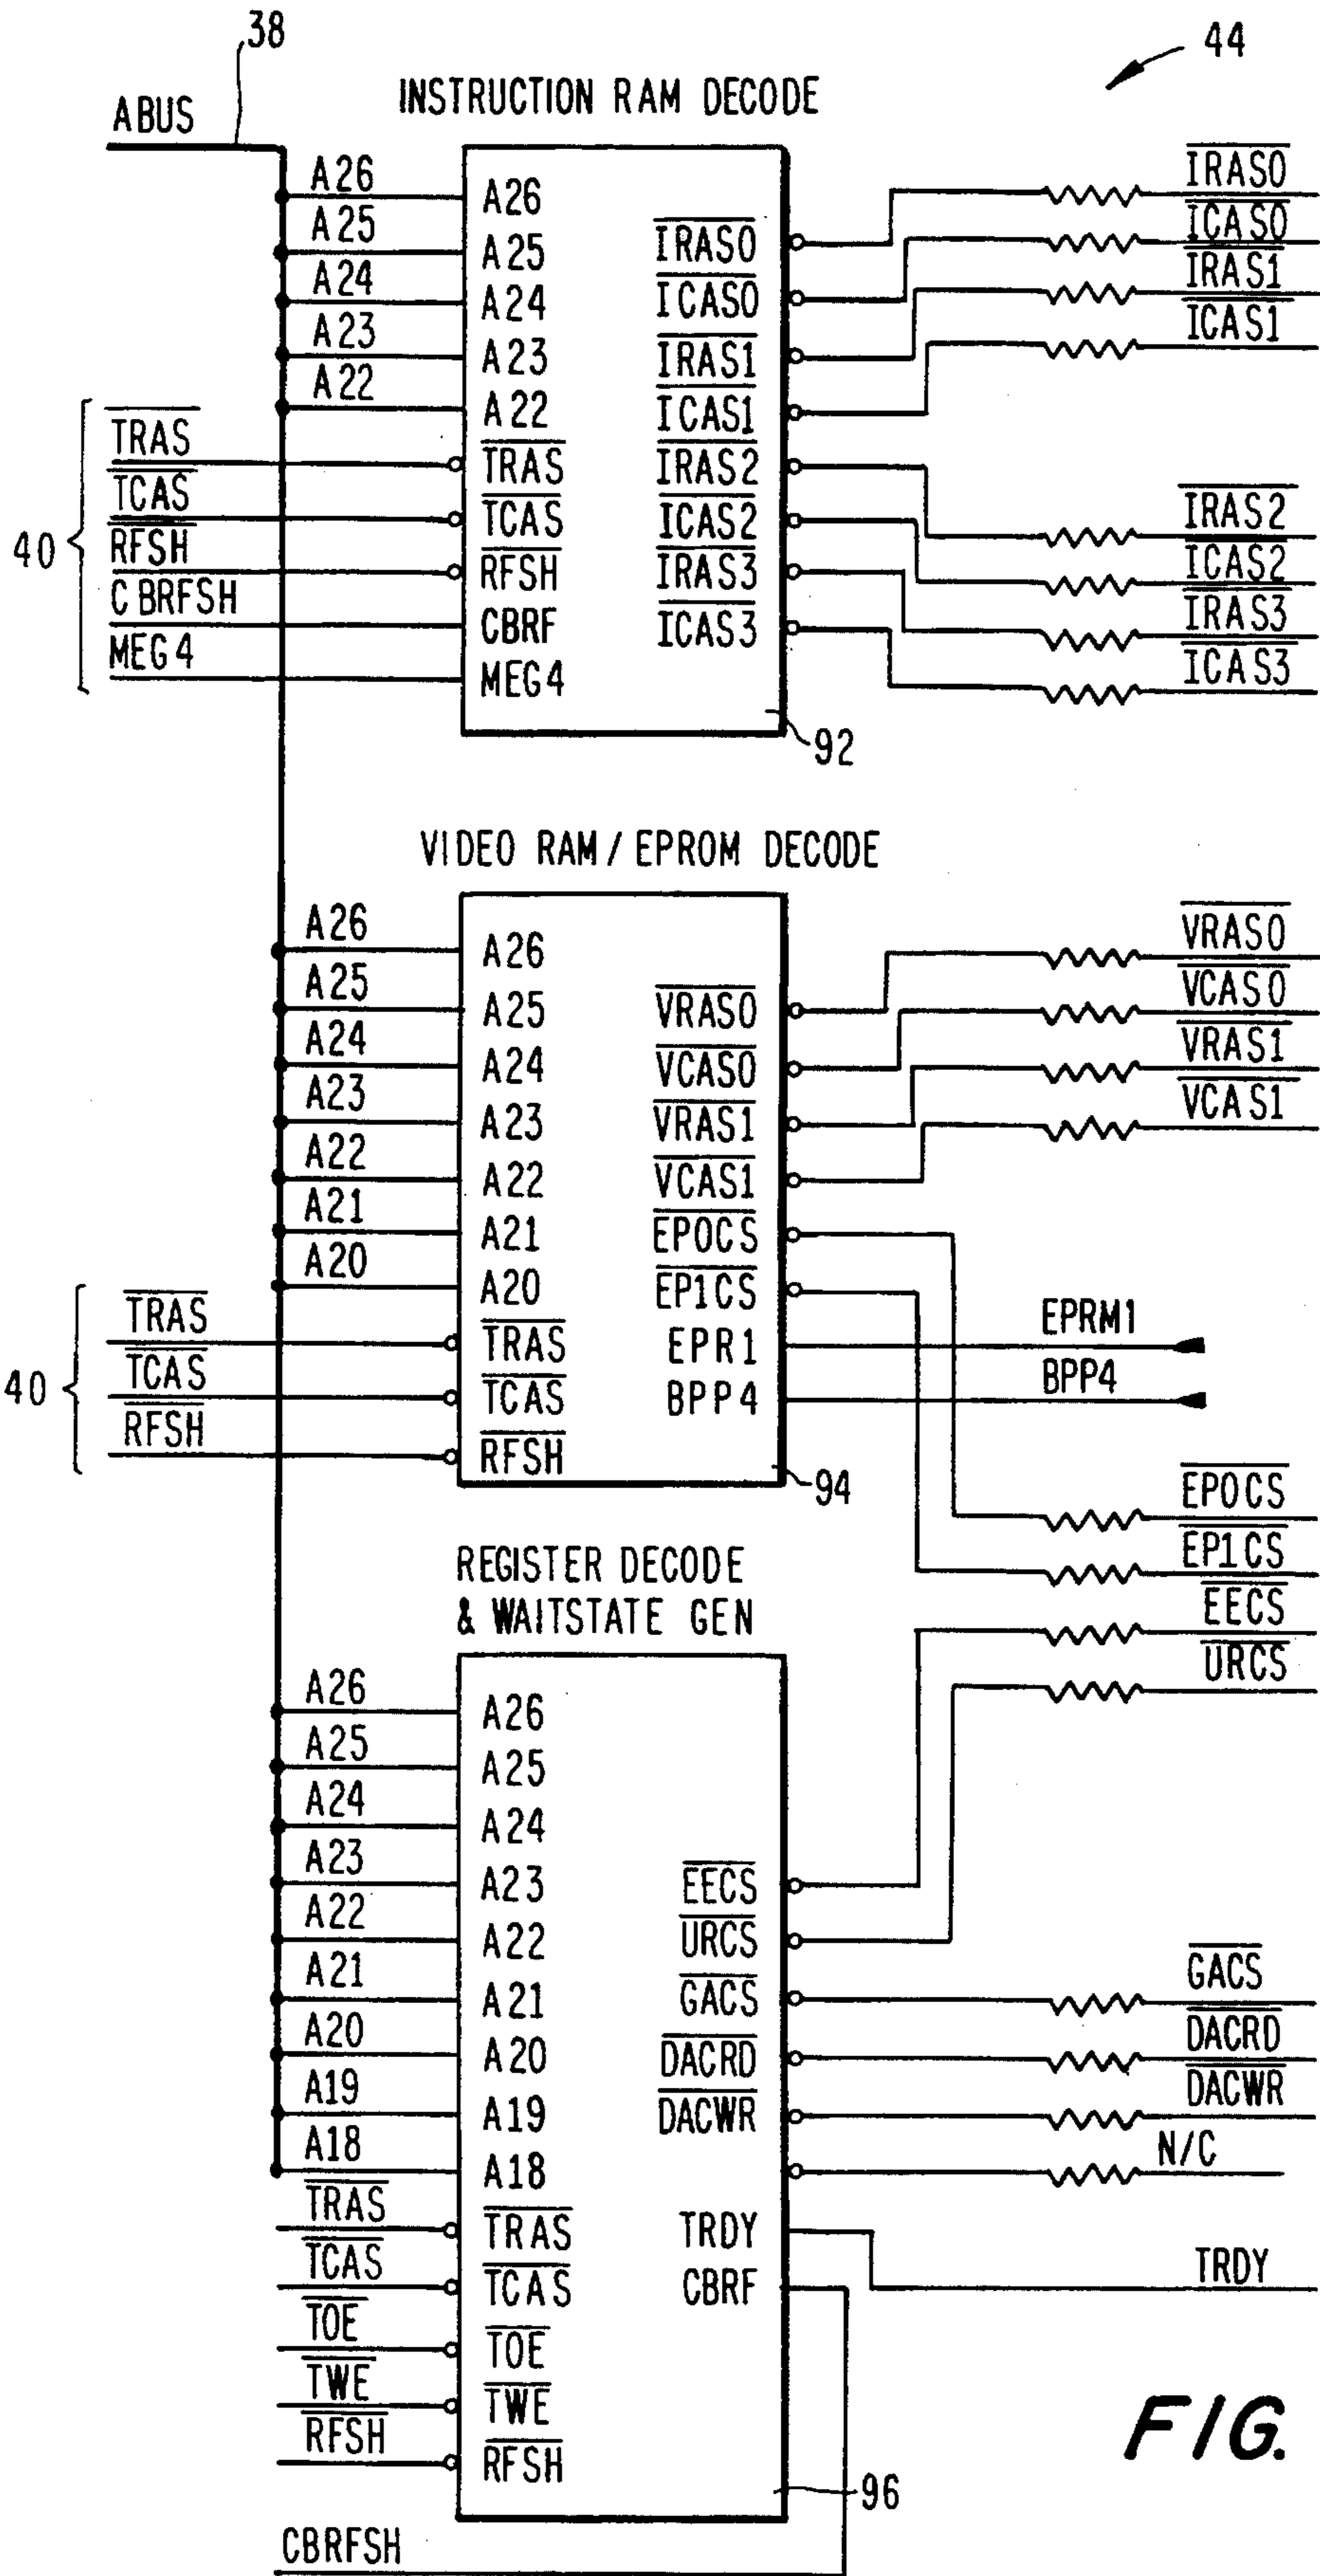 38
44
INSTRUCTION RAM DECODE
ABUS
A26
A25
A24
A23
A22
40
TRAS
TCAS
RFSH
CBRFSH
MEG4
A26
A25
A24
A23
A22
TRAS
TCAS
RFSH
CBRF
MEG4
IRAS0
ICAS0
IRAS1
ICAS1
IRAS2
ICAS2
IRAS3
ICAS3
IRAS0
ICAS0
IRAS1
ICAS1
IRAS2
ICAS2
IRAS3
ICAS3
92
VIDEO RAM / EPROM DECODE
A26
A25
A24
A23
A22
A21
A20
40
TRAS
TCAS
RFSH
A26
A25
A24
A23
A22
A21
A20
TRAS
TCAS
RFSH
VRAS0
VCAS0
VRAS1
VCAS1
EP0CS
EP1CS
EPR1
BPP4
VRAS0
VCAS0
VRAS1
VCAS1
EPRM1
BPP4
EP0CS
EP1CS
EECS
URCS
94
REGISTER DECODE
& WAITSTATE GEN
A26
A25
A24
A23
A22
A21
A20
A19
A18
TRAS
TCAS
TOE
TWE
RFSH
A26
A25
A24
A23
A22
A21
A20
A19
A18
TRAS
TCAS
TOE
TWE
RFSH
EECS
URCS
GACS
DACRD
DACWR
TRDY
CBRF
GACS
DACRD
DACWR
N/C
TRDY
96
CBRFSH
FIG.